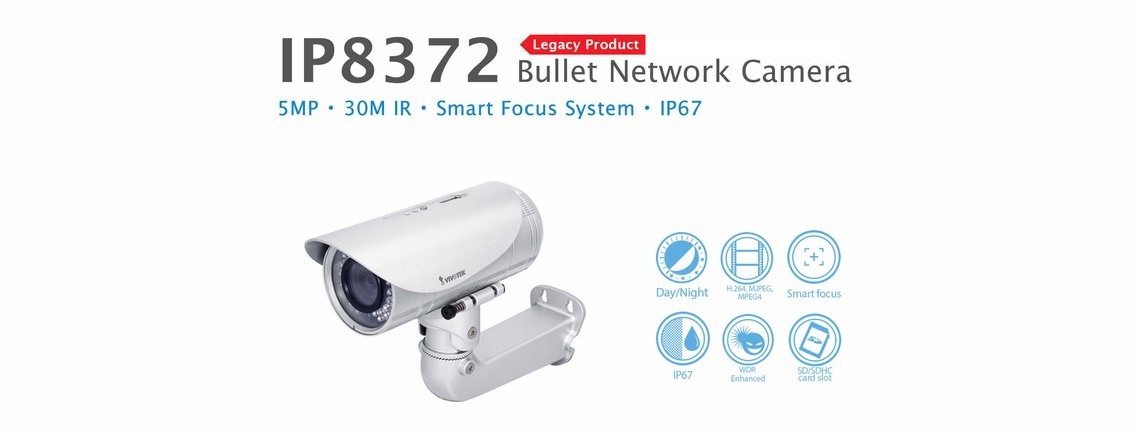 IP8372
Legacy Product
Bullet Network Camera
5MP • 30M IR • Smart Focus System • IP67
VIVOTEK
Day/Night
H.264, MJPEG,
MPEG4
Smart focus
IP67
WDR
Enhanced
SD/SDHC
card slot